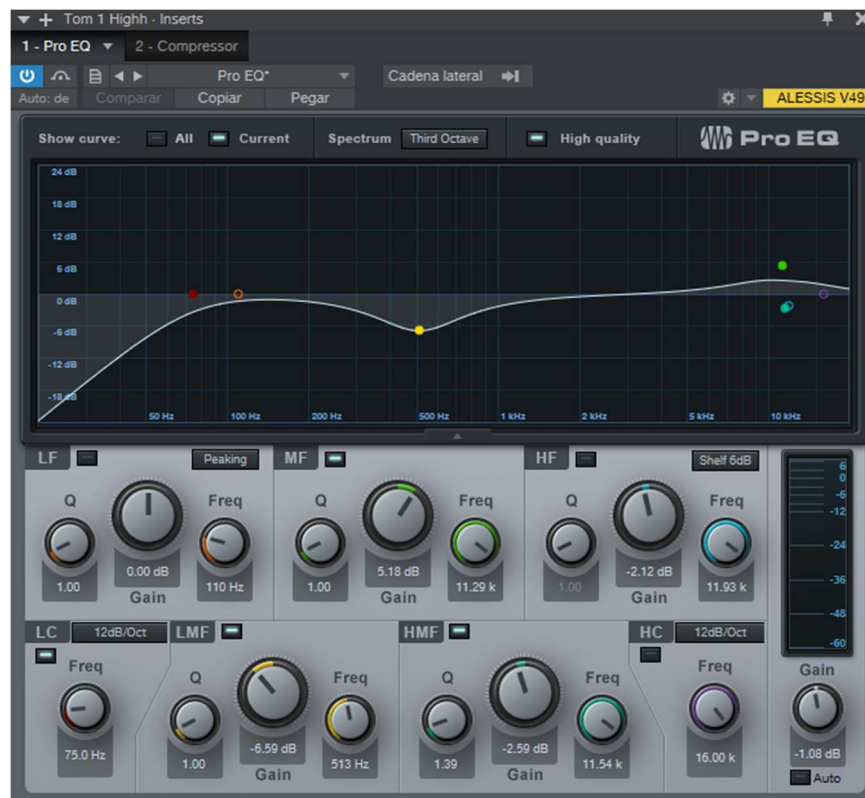 Tom 1 Highh - Inserts
1 - Pro EQ 2 - Compressor
Pro EQ* Cadena lateral
Auto: de Comparar Copiar Pegar ALESSIS V49
Show curve: All Current Spectrum Third Octave High quality Pro EQ
24 dB
18 dB
12 dB
6 dB
0 dB
-6 dB
-12 dB
-18 dB
50 Hz 100 Hz 200 Hz 500 Hz 1 kHz 2 kHz 5 kHz 10 kHz
LF Peaking MF HF Shelf 6dB
Q Freq Q Freq Q Freq
0.00 dB 5.18 dB -2.12 dB
1.00 110 Hz 1.00 11.29 k 1.00 11.93 k
Gain Gain Gain
6
0
-6
-12
-24
-36
-48
-60
LC 12dB/Oct LMF HMF HC 12dB/Oct
Freq Q Freq Q Freq Freq Gain
75.0 Hz -6.59 dB -2.59 dB 16.00 k -1.08 dB
1.00 513 Hz 1.39 11.54 k
Gain Gain Auto